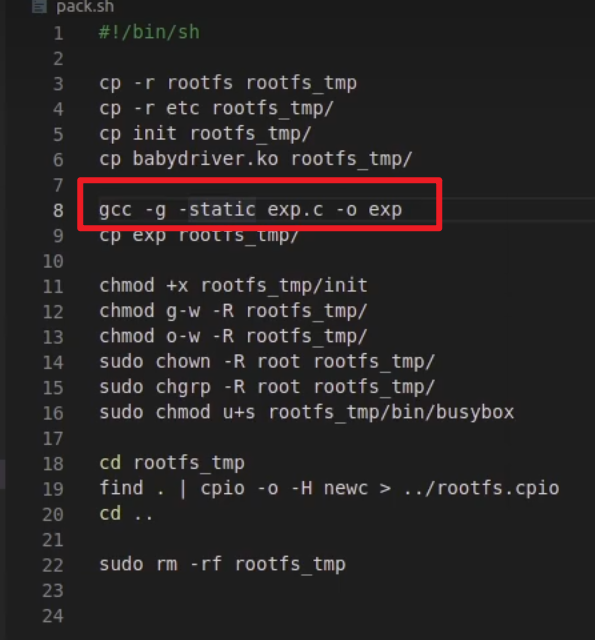 pack.sh
1 #!/bin/sh
2
3 cp -r rootfs rootfs_tmp
4 cp -r etc rootfs_tmp/
5 cp init rootfs_tmp/
6 cp babydriver.ko rootfs_tmp/
7
8 gcc -g -static exp.c -o exp
9 cp exp rootfs_tmp/
10
11 chmod +x rootfs_tmp/init
12 chmod g-w -R rootfs_tmp/
13 chmod o-w -R rootfs_tmp/
14 sudo chown -R root rootfs_tmp/
15 sudo chgrp -R root rootfs_tmp/
16 sudo chmod u+s rootfs_tmp/bin/busybox
17
18 cd rootfs_tmp
19 find . | cpio -o -H newc > ../rootfs.cpio
20 cd ..
21
22 sudo rm -rf rootfs_tmp
23
24